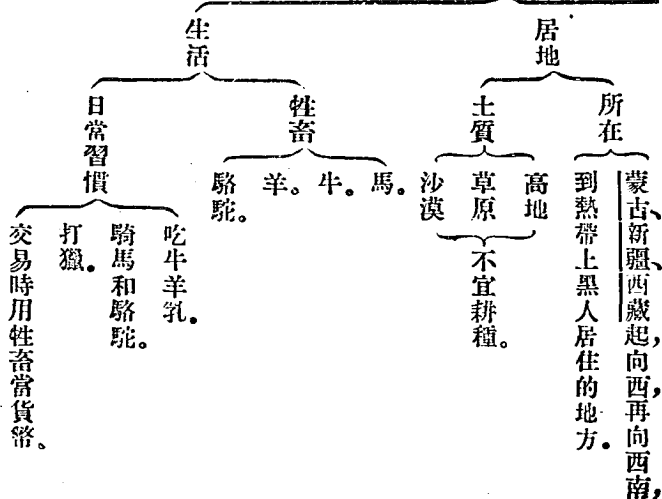 居地
所在
蒙古、新疆、西藏起，向西，再向西南，
到熱帶上黑人居住的地方．
土質
高地
草原
沙漠
不宜耕種。
生活
牲畜
馬。
牛．
羊。
駱駝。
日常習慣
吃牛羊乳．
騎馬和駱駝。
打獵．
交易時用牲畜當貨幣、